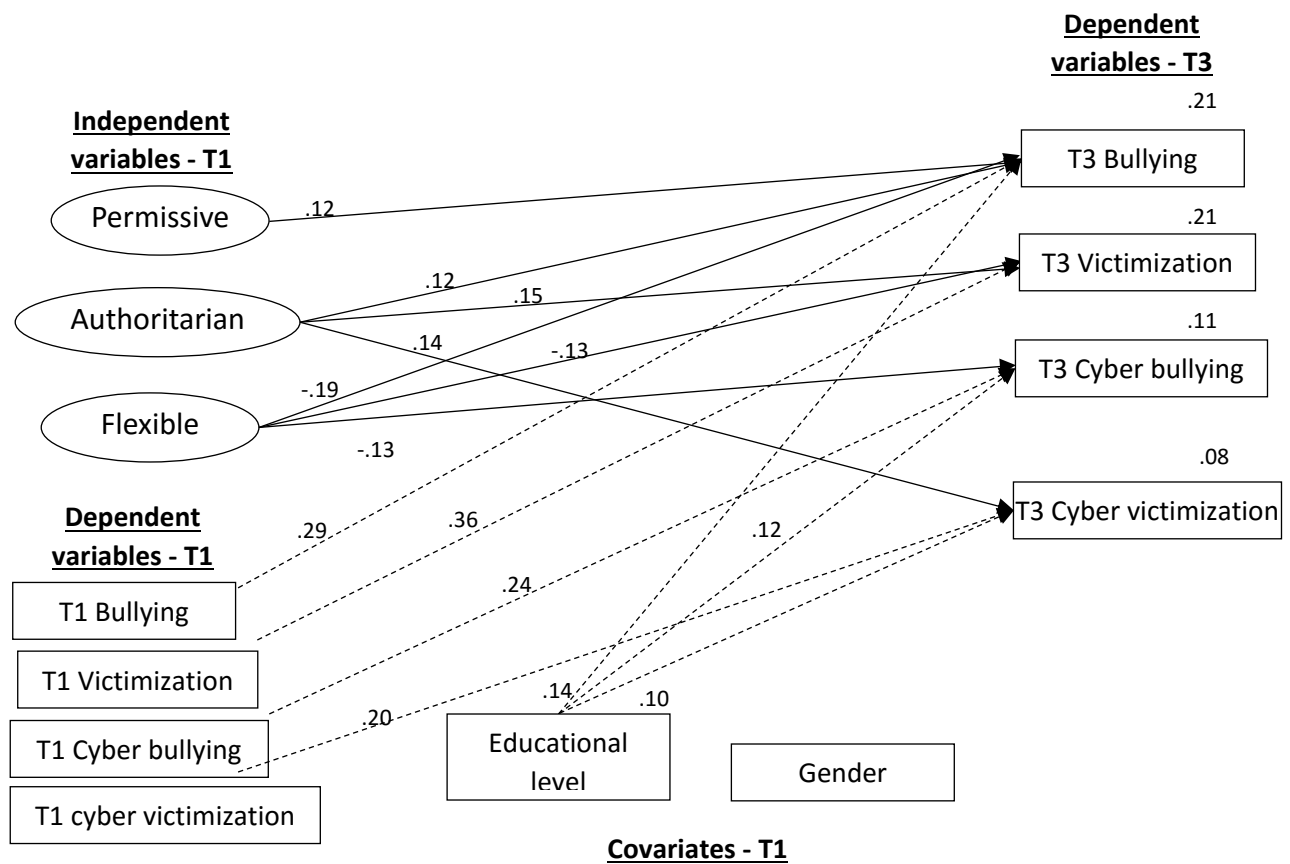 Dependent
variables - T3
.21
Independent
variables - T1
T3 Bullying
Permissive
.12
.21
T3 Victimization
.12
.15
Authoritarian
.14
-.13
.11
T3 Cyber bullying
-.19
Flexible
-.13
.08
Dependent
variables - T1
.29
.36
.12
T3 Cyber victimization
T1 Bullying
.24
T1 Victimization
.14
.10
.20
T1 Cyber bullying
Educational
level
Gender
T1 cyber victimization
Covariates - T1